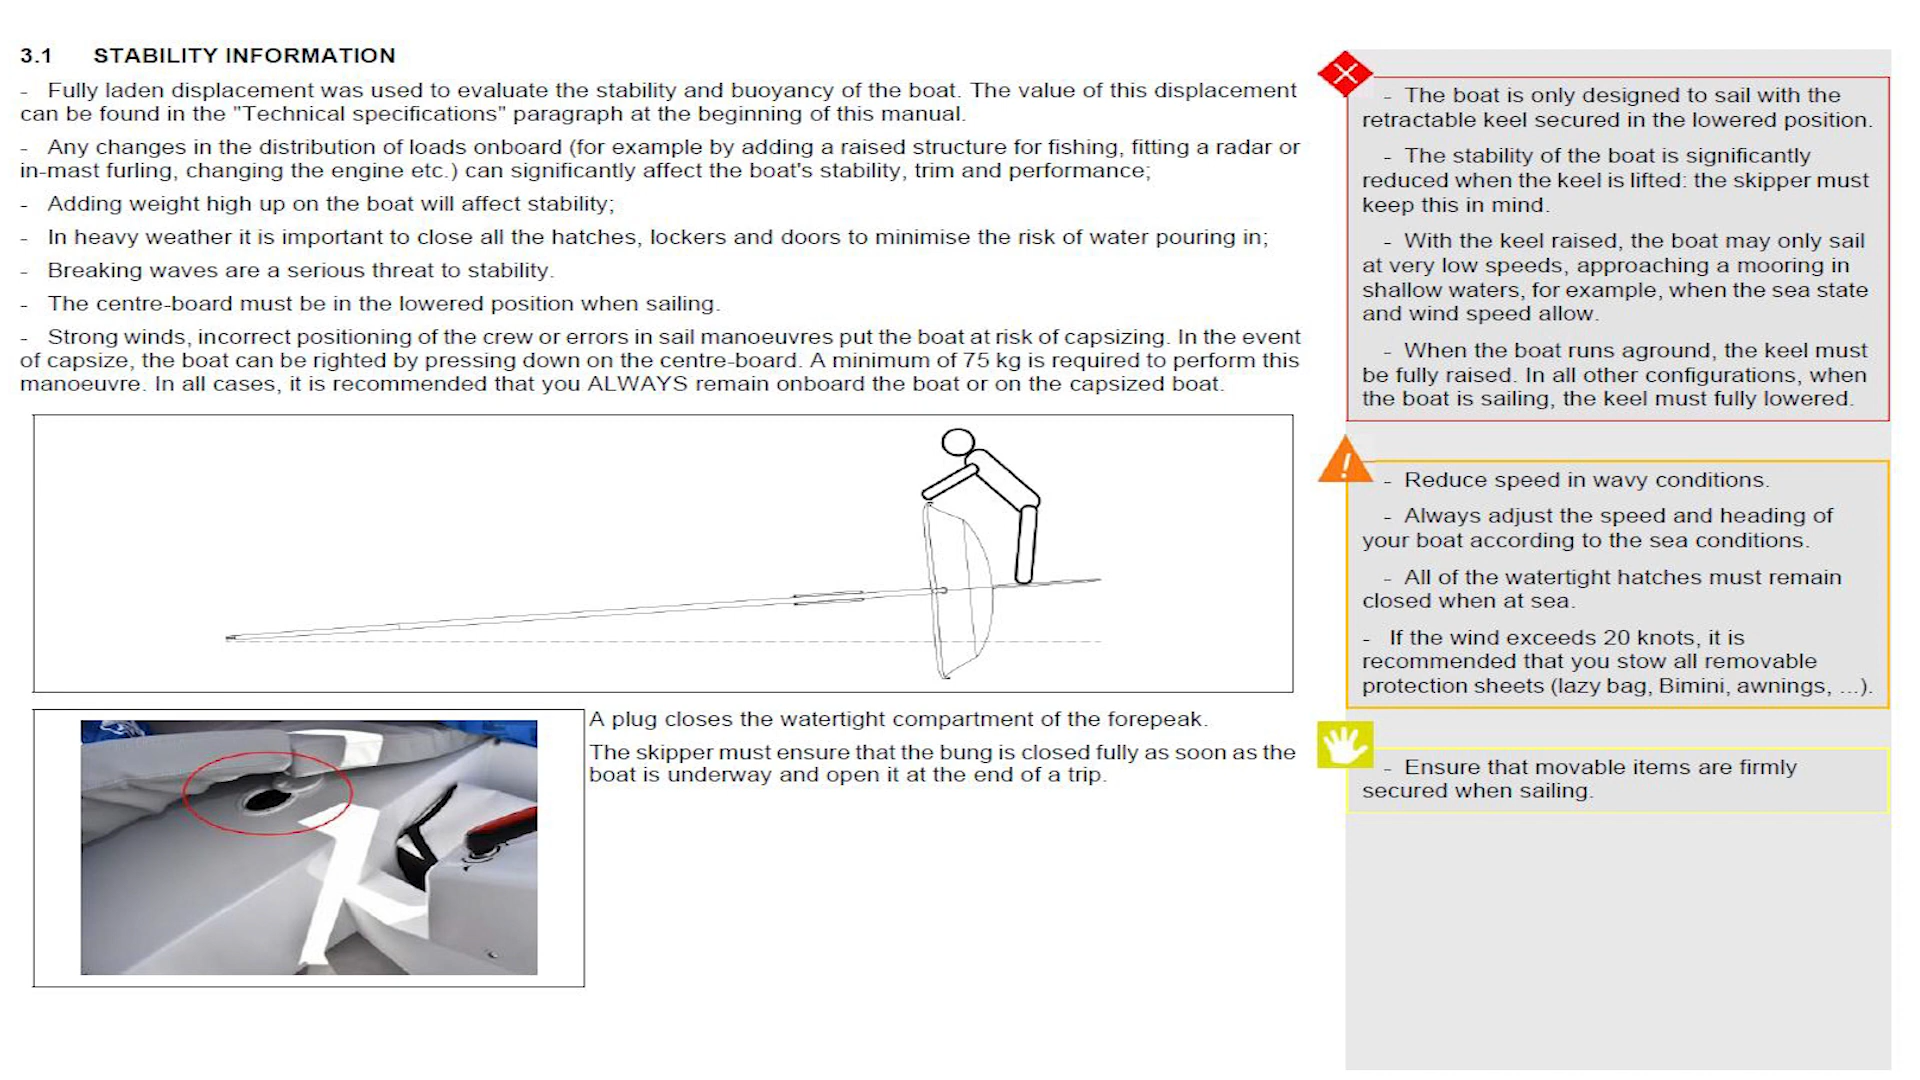 3.1 STABILITY INFORMATION
- Fully laden displacement was used to evaluate the stability and buoyancy of the boat. The value of this displacement
can be found in the "Technical specifications" paragraph at the beginning of this manual.
- Any changes in the distribution of loads onboard (for example by adding a raised structure for fishing, fitting a radar or
in-mast furling, changing the engine etc.) can significantly affect the boat's stability, trim and performance;
- Adding weight high up on the boat will affect stability;
- In heavy weather it is important to close all the hatches, lockers and doors to minimise the risk of water pouring in;
- Breaking waves are a serious threat to stability.
- The centre-board must be in the lowered position when sailing.
- Strong winds, incorrect positioning of the crew or errors in sail manoeuvres put the boat at risk of capsizing. In the event
of capsize, the boat can be righted by pressing down on the centre-board. A minimum of 75 kg is required to perform this
manoeuvre. In all cases, it is recommended that you ALWAYS remain onboard the boat or on the capsized boat.
A plug closes the watertight compartment of the forepeak.
The skipper must ensure that the bung is closed fully as soon as the
boat is underway and open it at the end of a trip.
- The boat is only designed to sail with the
retractable keel secured in the lowered position.
- The stability of the boat is significantly
reduced when the keel is lifted: the skipper must
keep this in mind.
- With the keel raised, the boat may only sail
at very low speeds, approaching a mooring in
shallow waters, for example, when the sea state
and wind speed allow.
- When the boat runs aground, the keel must
be fully raised. In all other configurations, when
the boat is sailing, the keel must fully lowered.
- Reduce speed in wavy conditions.
- Always adjust the speed and heading of
your boat according to the sea conditions.
- All of the watertight hatches must remain
closed when at sea.
- If the wind exceeds 20 knots, it is
recommended that you stow all removable
protection sheets (lazy bag, Bimini, awnings, ...).
- Ensure that movable items are firmly
secured when sailing.